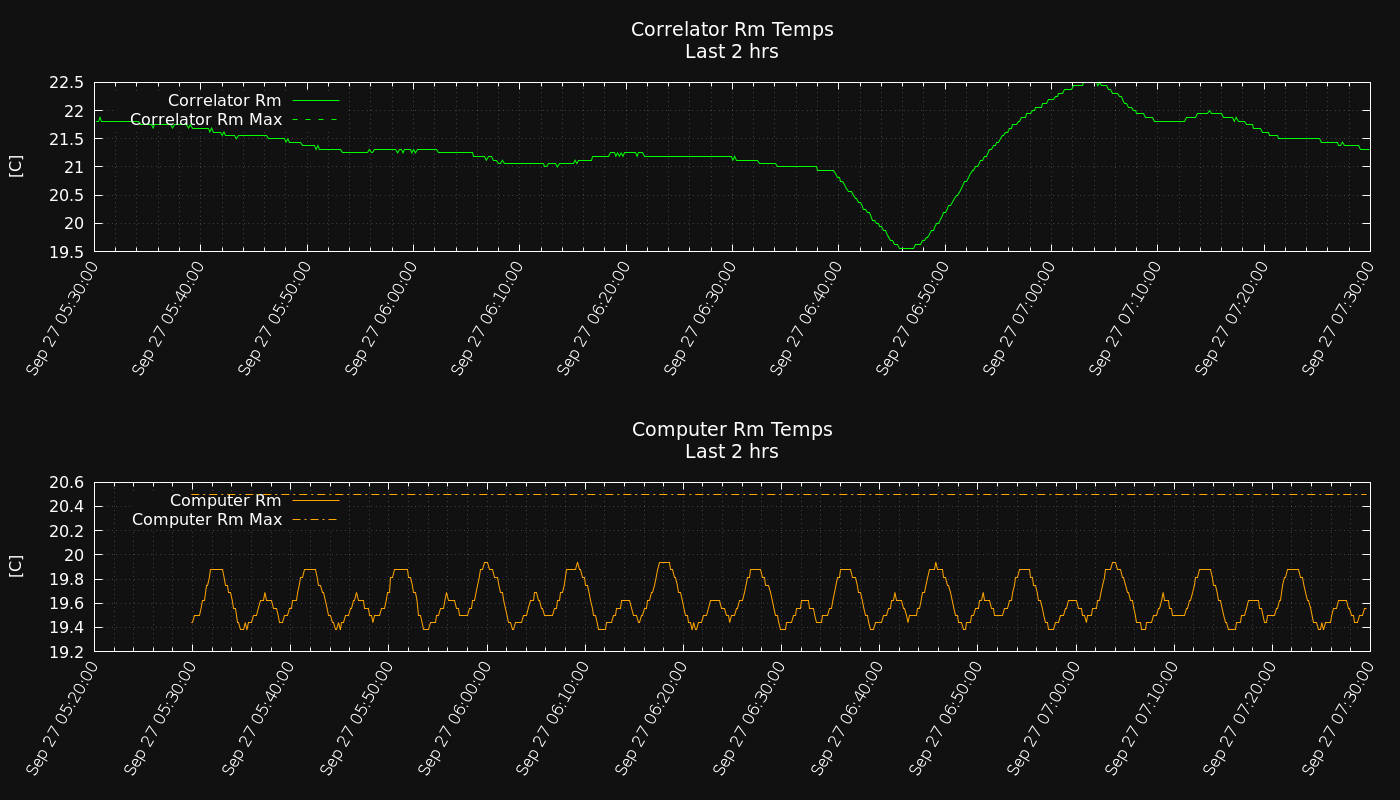 Correlator Rm Temps
Last 2 hrs
22.5
22
21.5
21
20.5
20
19.5
[C]
Correlator Rm
Correlator Rm Max
Sep 27 05:30:00
Sep 27 05:40:00
Sep 27 05:50:00
Sep 27 06:00:00
Sep 27 06:10:00
Sep 27 06:20:00
Sep 27 06:30:00
Sep 27 06:40:00
Sep 27 06:50:00
Sep 27 07:00:00
Sep 27 07:10:00
Sep 27 07:20:00
Sep 27 07:30:00
Computer Rm Temps
Last 2 hrs
20.6
20.4
20.2
20
19.8
19.6
19.4
19.2
[C]
Computer Rm
Computer Rm Max
Sep 27 05:20:00
Sep 27 05:30:00
Sep 27 05:40:00
Sep 27 05:50:00
Sep 27 06:00:00
Sep 27 06:10:00
Sep 27 06:20:00
Sep 27 06:30:00
Sep 27 06:40:00
Sep 27 06:50:00
Sep 27 07:00:00
Sep 27 07:10:00
Sep 27 07:20:00
Sep 27 07:30:00